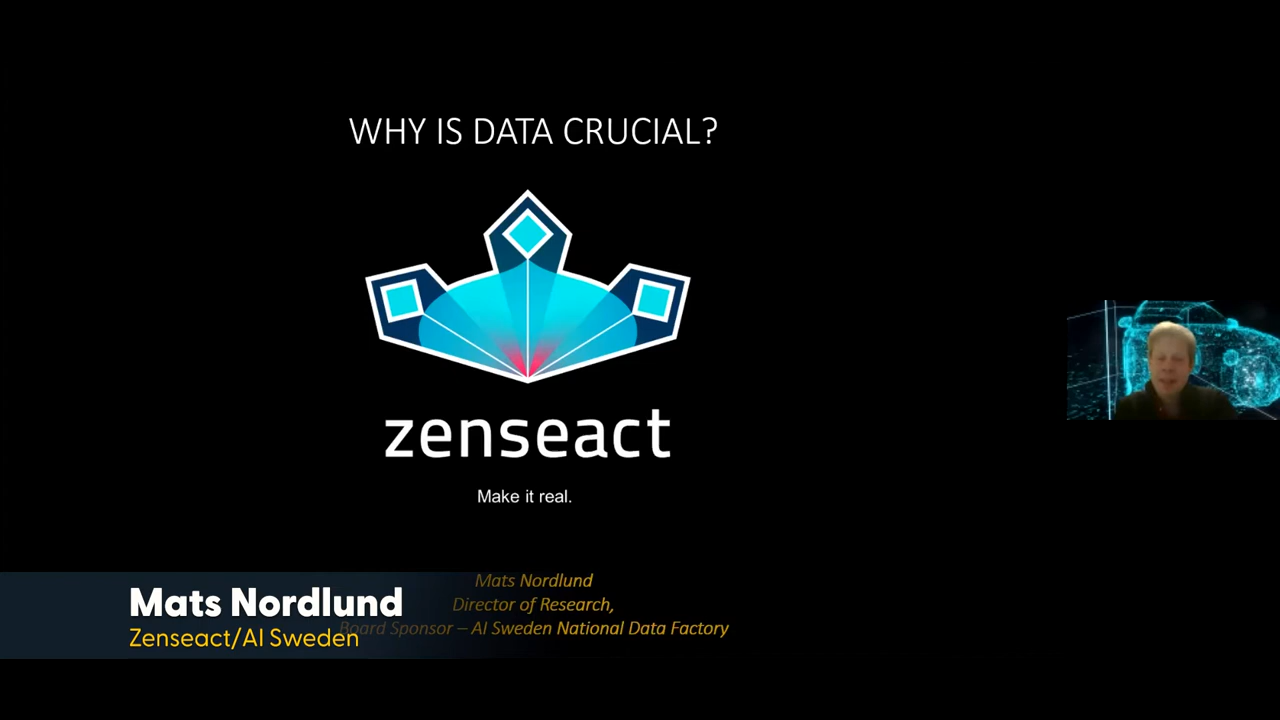 WHY IS DATA CRUCIAL?
zenseact
Make it real.
Mats Nordlund
Director of Research,
Board Sponsor – AI Sweden National Data Factory
Mats Nordlund
Zenseact/AI Sweden